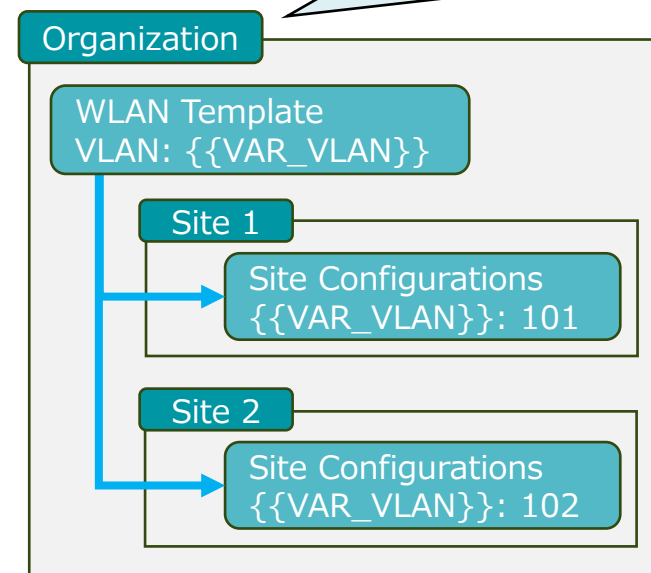 Organization
WLAN Template
VLAN: {{VAR_VLAN}}
Site 1
Site Configurations
{{VAR_VLAN}}: 101
Site 2
Site Configurations
{{VAR_VLAN}}: 102